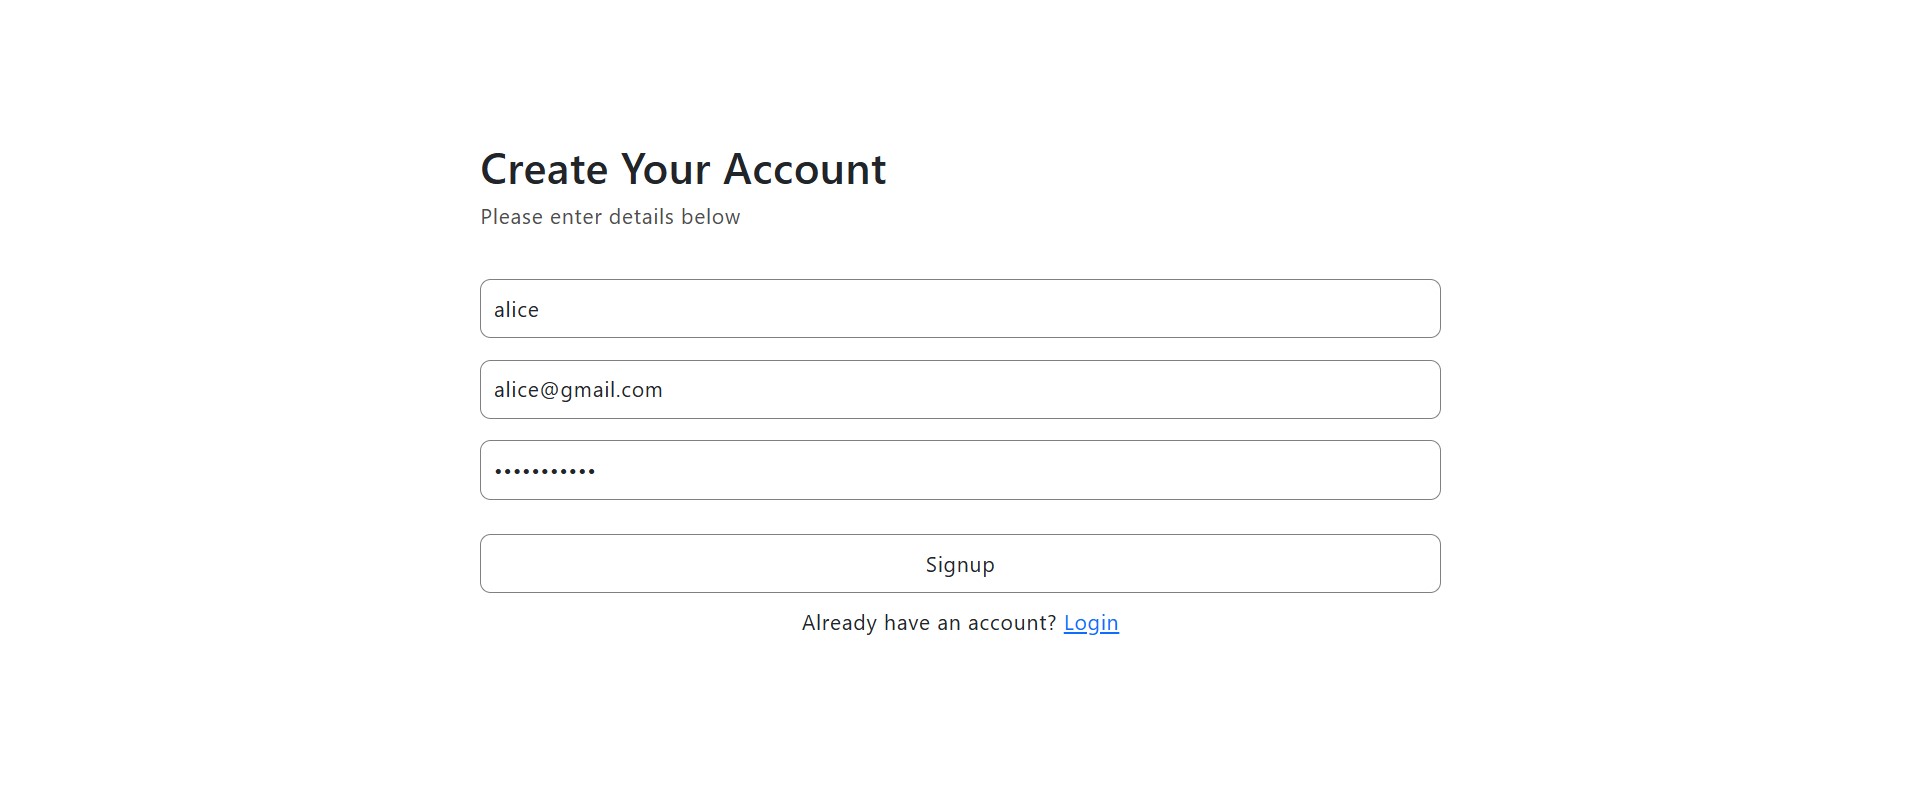 Create Your Account
Please enter details below
alice
alice@gmail.com
•••••••••••
Signup
Already have an account? Login